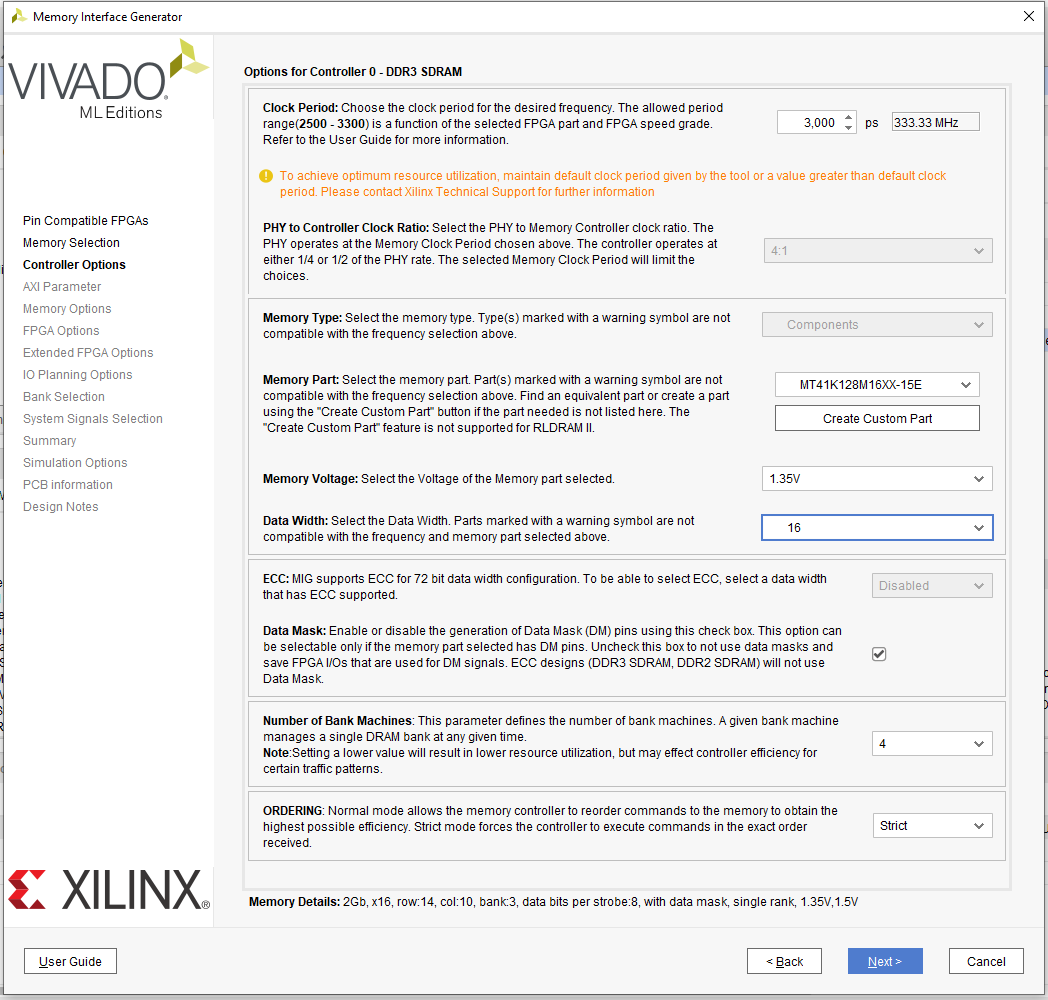 Memory Interface Generator
VIVADO
ML Editions
Pin Compatible FPGAs
Memory Selection
Controller Options
AXI Parameter
Memory Options
FPGA Options
Extended FPGA Options
IO Planning Options
Bank Selection
System Signals Selection
Summary
Simulation Options
PCB information
Design Notes
XILINX®
Options for Controller 0 - DDR3 SDRAM
Clock Period: Choose the clock period for the desired frequency. The allowed period
range(2500 - 3300) is a function of the selected FPGA part and FPGA speed grade.
Refer to the User Guide for more information.
3,000 ps 333.33 MHz
To achieve optimum resource utilization, maintain default clock period given by the tool or a value greater than default clock
period. Please contact Xilinx Technical Support for further information
PHY to Controller Clock Ratio: Select the PHY to Memory Controller clock ratio. The
PHY operates at the Memory Clock Period chosen above. The controller operates at
either 1/4 or 1/2 of the PHY rate. The selected Memory Clock Period will limit the
choices.
4:1
Memory Type: Select the memory type. Type(s) marked with a warning symbol are not
compatible with the frequency selection above.
Components
Memory Part: Select the memory part. Part(s) marked with a warning symbol are not
compatible with the frequency selection above. Find an equivalent part or create a part
using the "Create Custom Part" button if the part needed is not listed here. The
"Create Custom Part" feature is not supported for RLDRAM II.
MT41K128M16XX-15E
Create Custom Part
Memory Voltage: Select the Voltage of the Memory part selected.
1.35V
Data Width: Select the Data Width. Parts marked with a warning symbol are not
compatible with the frequency and memory part selected above.
16
ECC: MIG supports ECC for 72 bit data width configuration. To be able to select ECC, select a data width
that has ECC supported.
Disabled
Data Mask: Enable or disable the generation of Data Mask (DM) pins using this check box. This option can
be selectable only if the memory part selected has DM pins. Uncheck this box to not use data masks and
save FPGA I/Os that are used for DM signals. ECC designs (DDR3 SDRAM, DDR2 SDRAM) will not use
Data Mask.
Number of Bank Machines: This parameter defines the number of bank machines. A given bank machine
manages a single DRAM bank at any given time.
Note:Setting a lower value will result in lower resource utilization, but may effect controller efficiency for
certain traffic patterns.
4
ORDERING: Normal mode allows the memory controller to reorder commands to the memory to obtain the
highest possible efficiency. Strict mode forces the controller to execute commands in the exact order
received.
Strict
Memory Details: 2Gb, x16, row:14, col:10, bank:3, data bits per strobe:8, with data mask, single rank, 1.35V,1.5V
User Guide
< Back
Next >
Cancel